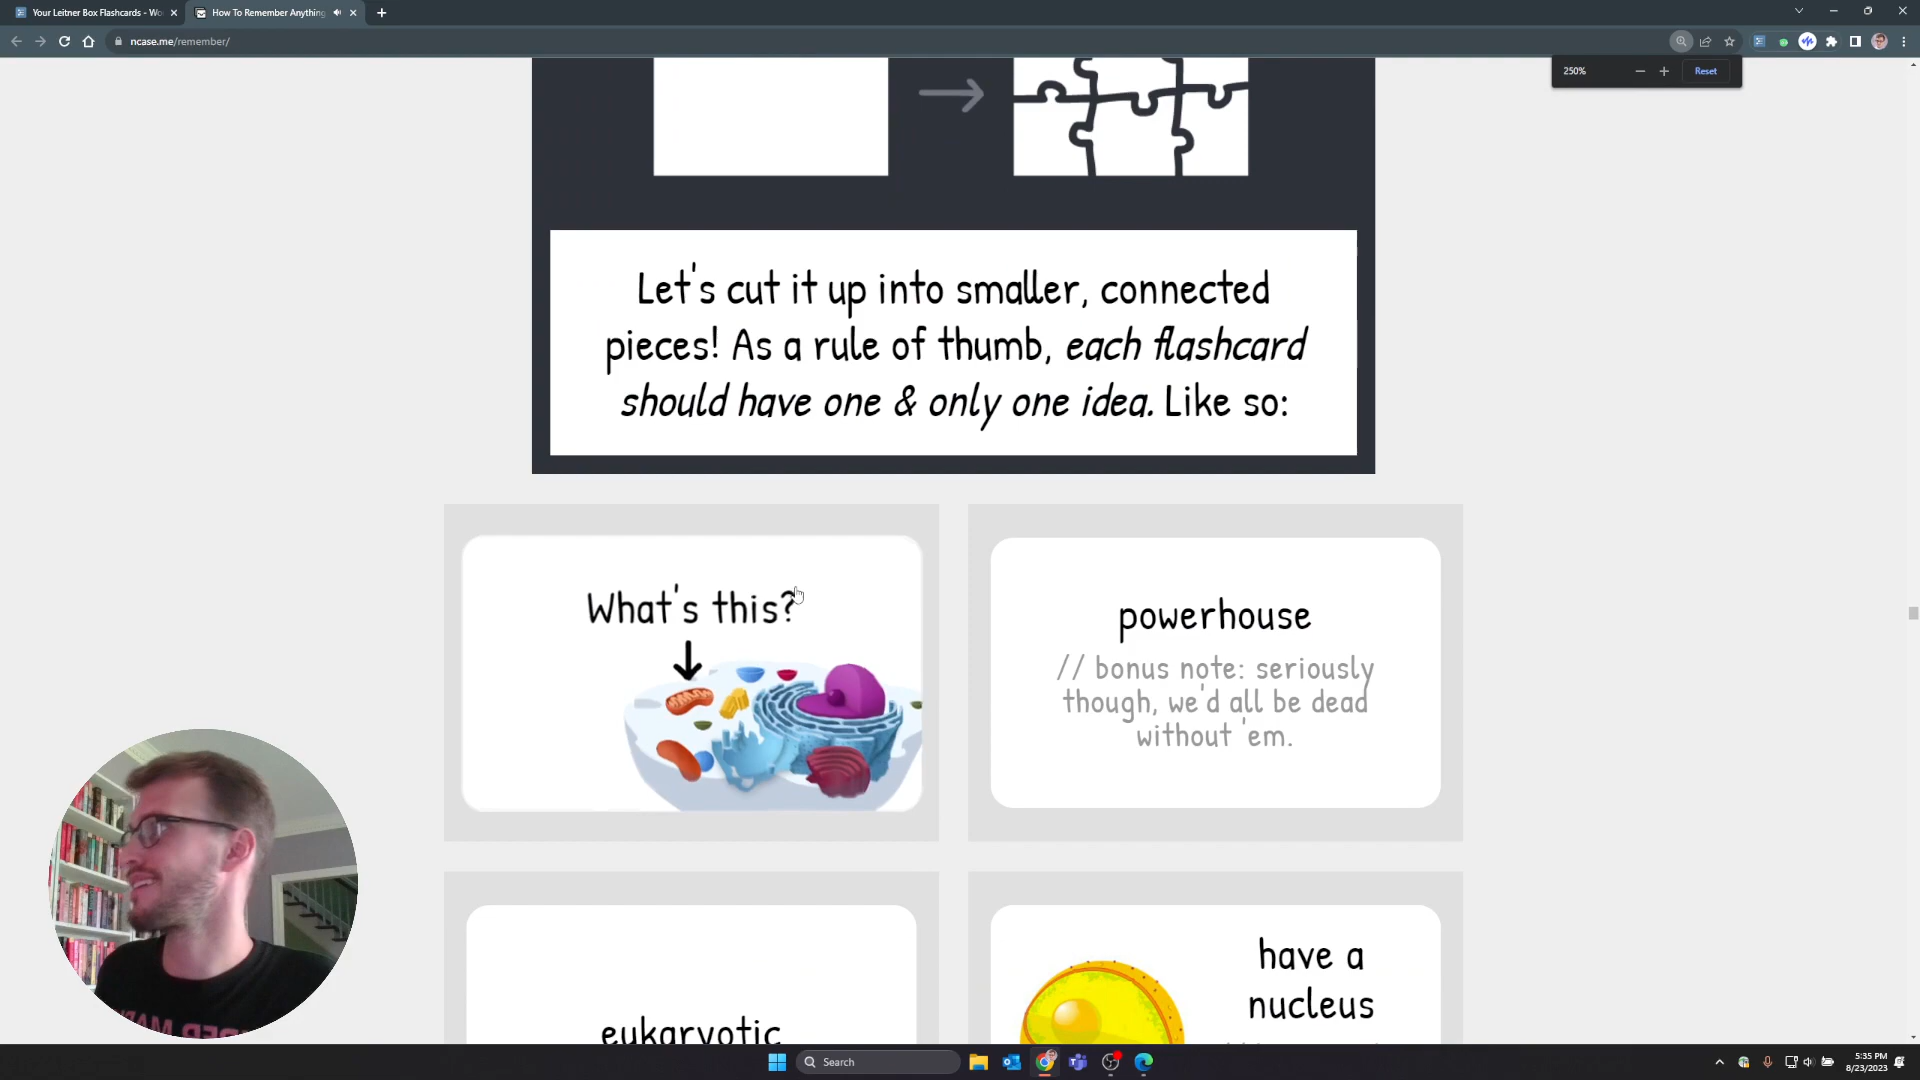 Your Leitner Box Flashcards - Wo
How To Remember Anything
ncase.me/remember/
250%
Reset
Let's cut it up into smaller, connected
pieces! As a rule of thumb, each flashcard
should have one & only one idea. Like so:
What's this?
powerhouse
// bonus note: seriously
though, we'd all be dead
without 'em.
eukaryotic
have a
nucleus
Search
5:35 PM
8/23/2023